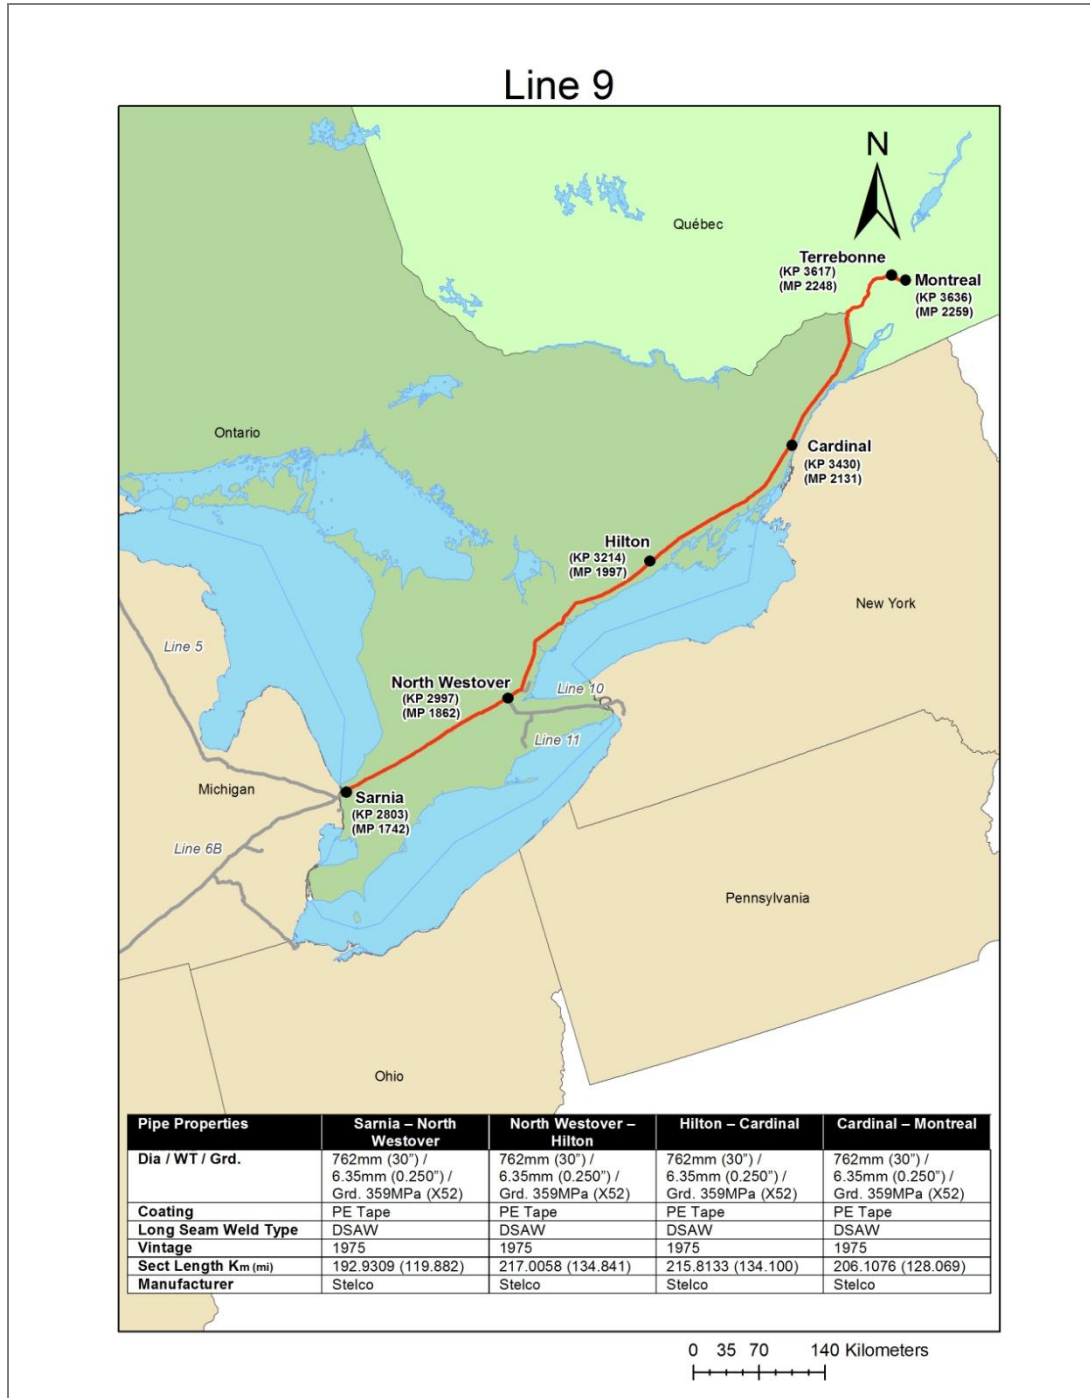 Line 9
N
Québec
Terrebonne
(KP 3617)
(MP 2248)
Montreal
(KP 3636)
(MP 2259)
Ontario
Cardinal
(KP 3430)
(MP 2131)
Hilton
(KP 3214)
(MP 1997)
New York
Line 5
North Westover
(KP 2997)
(MP 1862)
Line 10
Line 11
Michigan
Sarnia
(KP 2803)
(MP 1742)
Line 6B
Pennsylvania
Ohio
Pipe Properties | Sarnia – North Westover | North Westover – Hilton | Hilton – Cardinal | Cardinal – Montreal
Dia / WT / Grd. | 762mm (30”) / 6.35mm (0.250”) / Grd. 359MPa (X52) | 762mm (30”) / 6.35mm (0.250”) / Grd. 359MPa (X52) | 762mm (30”) / 6.35mm (0.250”) / Grd. 359MPa (X52) | 762mm (30”) / 6.35mm (0.250”) / Grd. 359MPa (X52)
Coating | PE Tape | PE Tape | PE Tape | PE Tape
Long Seam Weld Type | DSAW | DSAW | DSAW | DSAW
Vintage | 1975 | 1975 | 1975 | 1975
Sect Length Km (mi) | 192.9309 (119.882) | 217.0058 (134.841) | 215.8133 (134.100) | 206.1076 (128.069)
Manufacturer | Stelco | Stelco | Stelco | Stelco
0 35 70 140 Kilometers